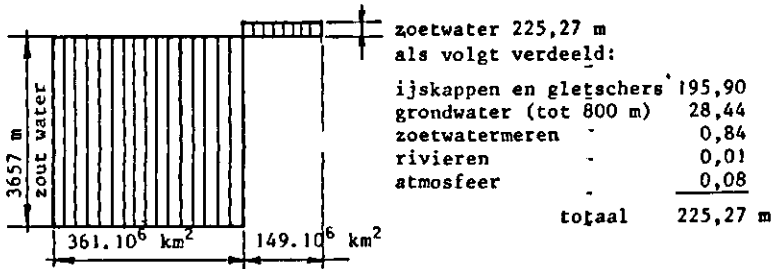 zoetwater 225,27 m
als volgt verdeeld:
ijskappen en gletschers 195,90
grondwater (tot 800 m) 28,44
zoetwatermeren - 0,84
rivieren - 0,01
atmosfeer - 0,08
totaal 225,27 m
3657 m
zout water
361.10⁶ km²
149.10⁶ km²